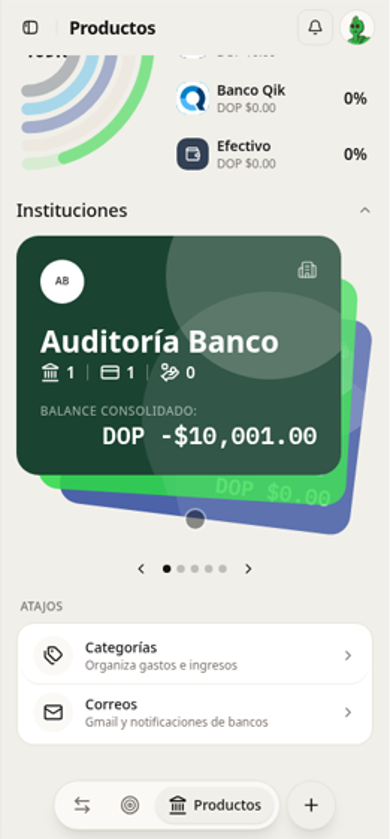 Productos
Banco Qik
DOP $0.00
0%
Efectivo
DOP $0.00
0%
Instituciones
AB
Auditoría Banco
1 | 1 | 0
BALANCE CONSOLIDADO:
DOP -$10,001.00
DOP $0.00
ATAJOS
Categorías
Organiza gastos e ingresos
Correos
Gmail y notificaciones de bancos
Productos